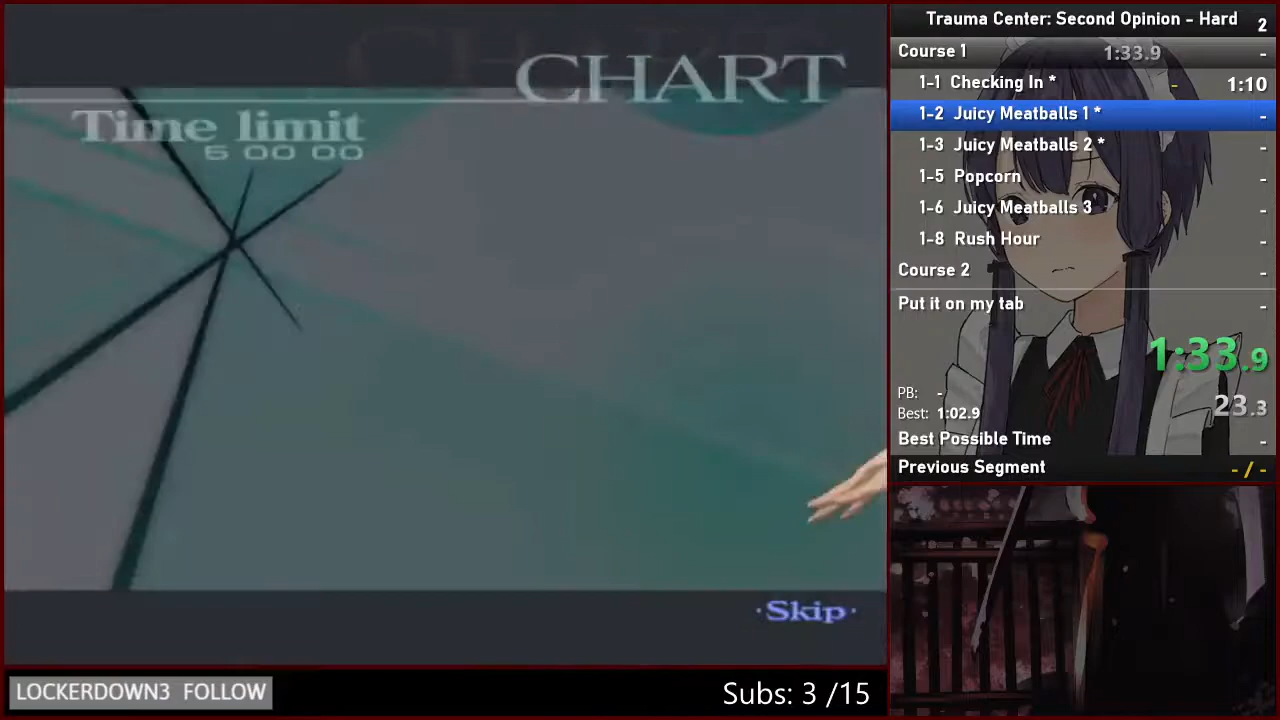 CHART
Time limit
5 00 00
·Skip·
LOCKERDOWN3 FOLLOW
Subs: 3 /15
Trauma Center: Second Opinion - Hard 2
Course 1 1:33.9 -
1-1 Checking In * - 1:10
1-2 Juicy Meatballs 1 * -
1-3 Juicy Meatballs 2 * -
1-5 Popcorn -
1-6 Juicy Meatballs 3 -
1-8 Rush Hour -
Course 2 -
Put it on my tab -
1:33.9
PB: -
Best: 1:02.9 23.3
Best Possible Time -
Previous Segment - / -